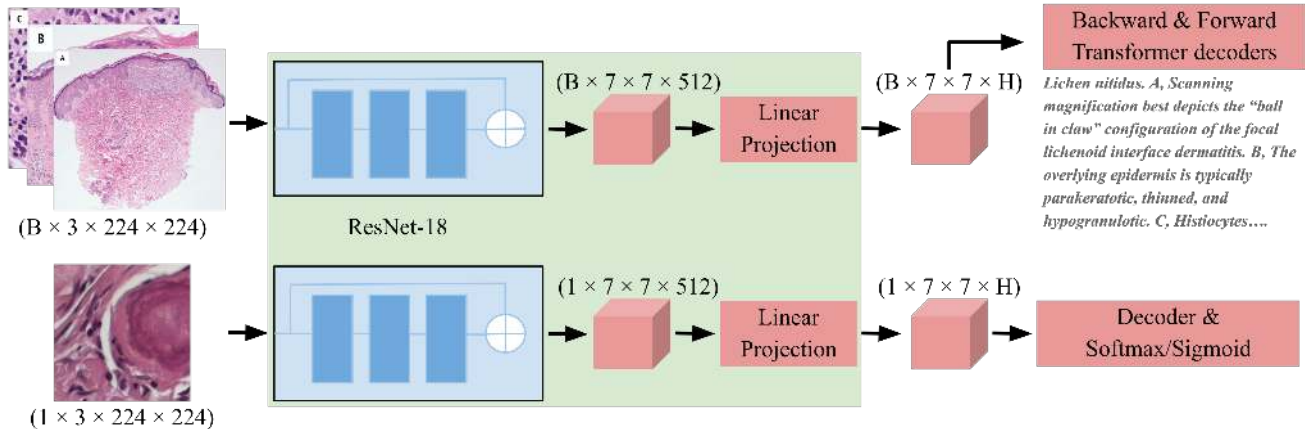 C
B
A
(B × 3 × 224 × 224)
ResNet-18
(B × 7 × 7 × 512)
Linear
Projection
(B × 7 × 7 × H)
Backward & Forward
Transformer decoders
Lichen nitidus. A, Scanning
magnification best depicts the “ball
in claw” configuration of the focal
lichenoid interface dermatitis. B, The
overlying epidermis is typically
parakeratotic, thinned, and
hypogranulotic. C, Histiocytes….
(1 × 3 × 224 × 224)
(1 × 7 × 7 × 512)
Linear
Projection
(1 × 7 × 7 × H)
Decoder &
Softmax/Sigmoid